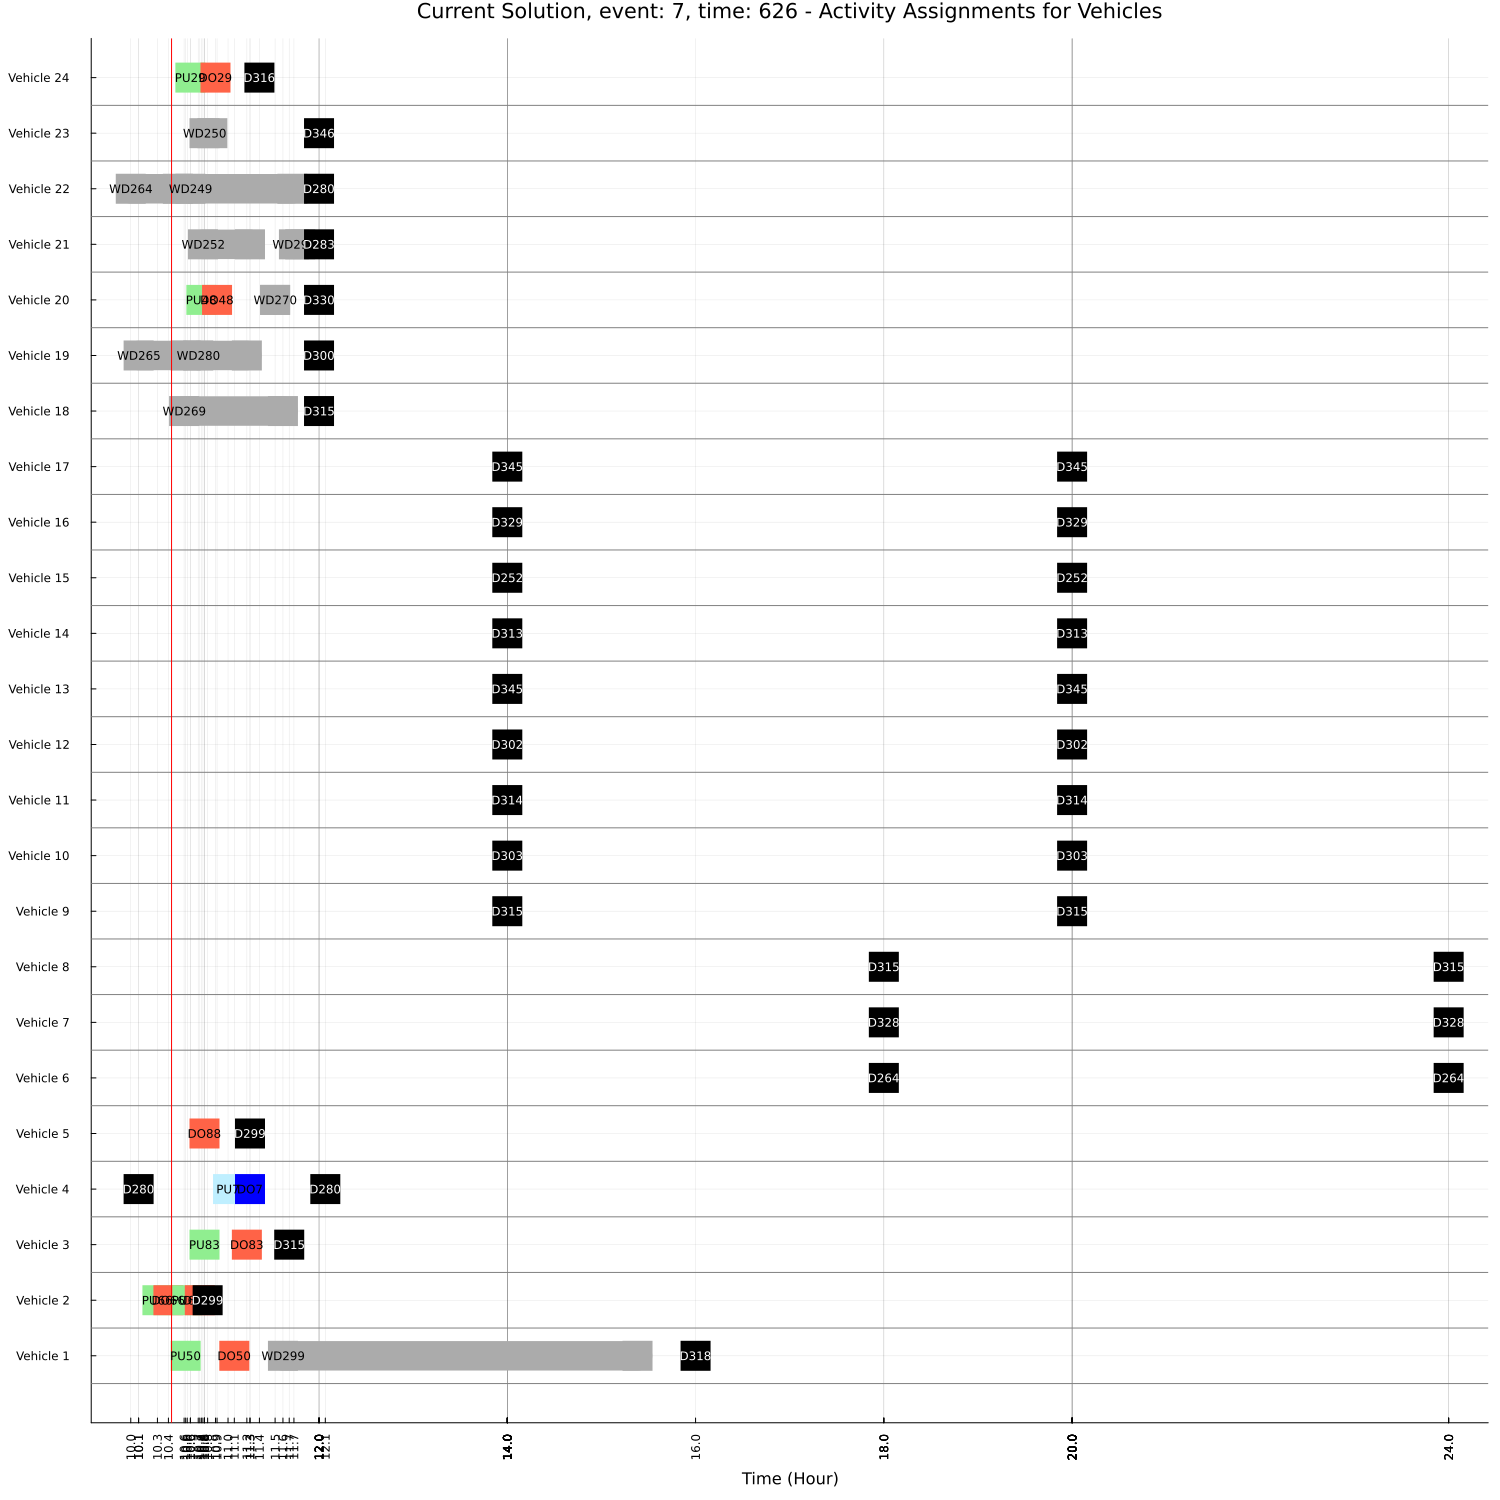 Current Solution, event: 7, time: 626 - Activity Assignments for Vehicles
Vehicle 24 PU29 DO29 D316
Vehicle 23 WD250 D346
Vehicle 22 WD264 WD249 D280
Vehicle 21 WD252 D283
Vehicle 20 DO48 WD270 D330
Vehicle 19 WD265 WD280 D300
Vehicle 18 WD269 D315
Vehicle 17 D345 D345
Vehicle 16 D329 D329
Vehicle 15 D252 D252
Vehicle 14 D313 D313
Vehicle 13 D345 D345
Vehicle 12 D302 D302
Vehicle 11 D314 D314
Vehicle 10 D303 D303
Vehicle 9 D315 D315
Vehicle 8 D315 D315
Vehicle 7 D328 D328
Vehicle 6 D264 D264
Vehicle 5 DO88 D299
Vehicle 4 D280 DO7 D280
Vehicle 3 PU83 DO83 D315
Vehicle 2 D299
Vehicle 1 PU50 DO50 WD299 D318
10.0 10.1 10.3 10.4 11.0 11.1 11.4 11.5 11.6 11.7 12.0 12.1 14.0 16.0 18.0 20.0 24.0
Time (Hour)